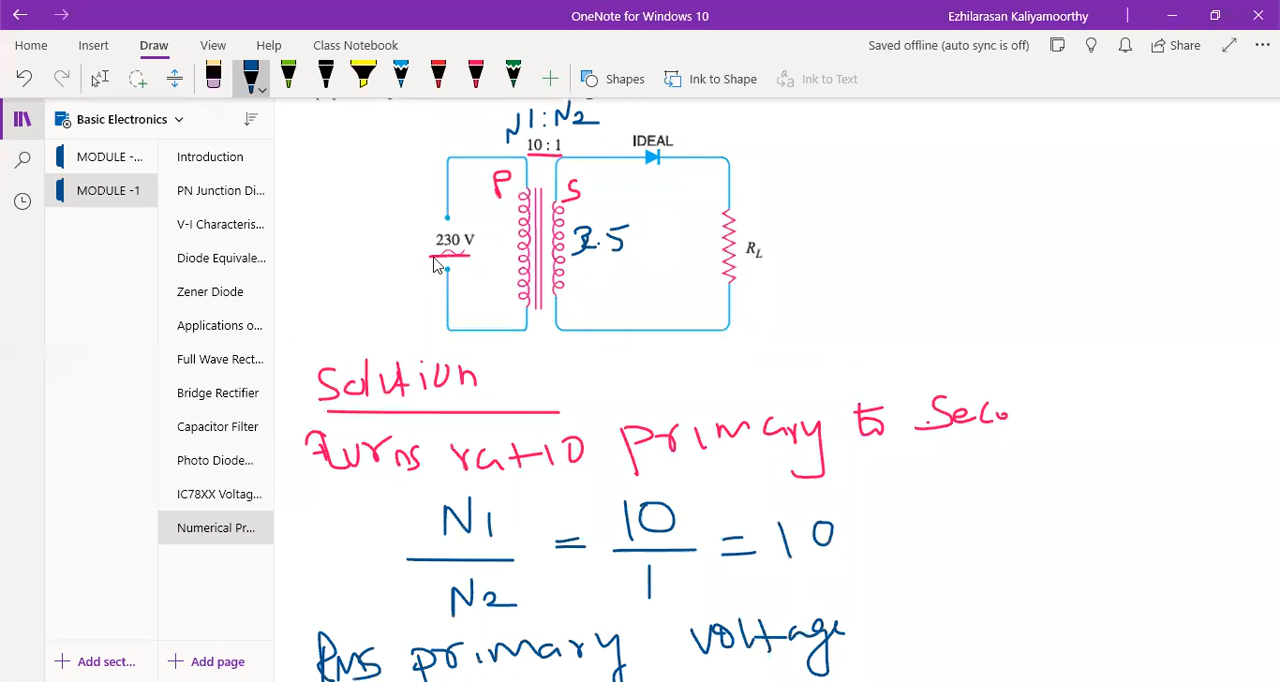 OneNote for Windows 10
Ezhilarasan Kaliyamoorthy
Home Insert Draw View Help Class Notebook
Saved offline (auto sync is off)
Share
Shapes
Ink to Shape
Ink to Text
Basic Electronics
MODULE -...
MODULE -1
Introduction
PN Junction Di...
V-I Characteris...
Diode Equivale...
Zener Diode
Applications o...
Full Wave Rect...
Bridge Rectifier
Capacitor Filter
Photo Diode...
IC78XX Voltag...
Numerical Pr...
+ Add sect...
+ Add page
N1:N2
10 : 1
IDEAL
P S
230 V
RL
Solution
Turns ratio primary to Seco
N1/N2 = 10/1 = 10
Rms primary voltage